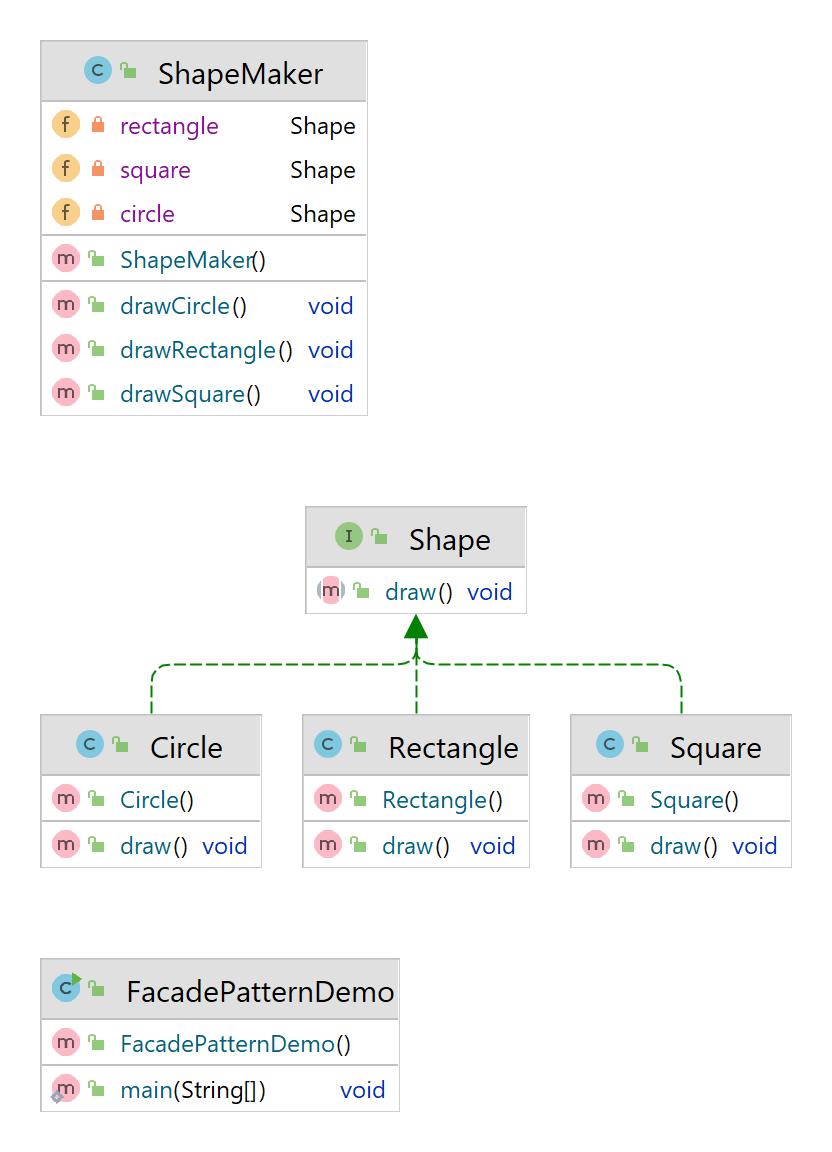 C ShapeMaker
f rectangle Shape
f square Shape
f circle Shape
m ShapeMaker()
m drawCircle() void
m drawRectangle() void
m drawSquare() void
I Shape
m draw() void
C Circle
m Circle()
m draw() void
C Rectangle
m Rectangle()
m draw() void
C Square
m Square()
m draw() void
C FacadePatternDemo
m FacadePatternDemo()
m main(String[]) void